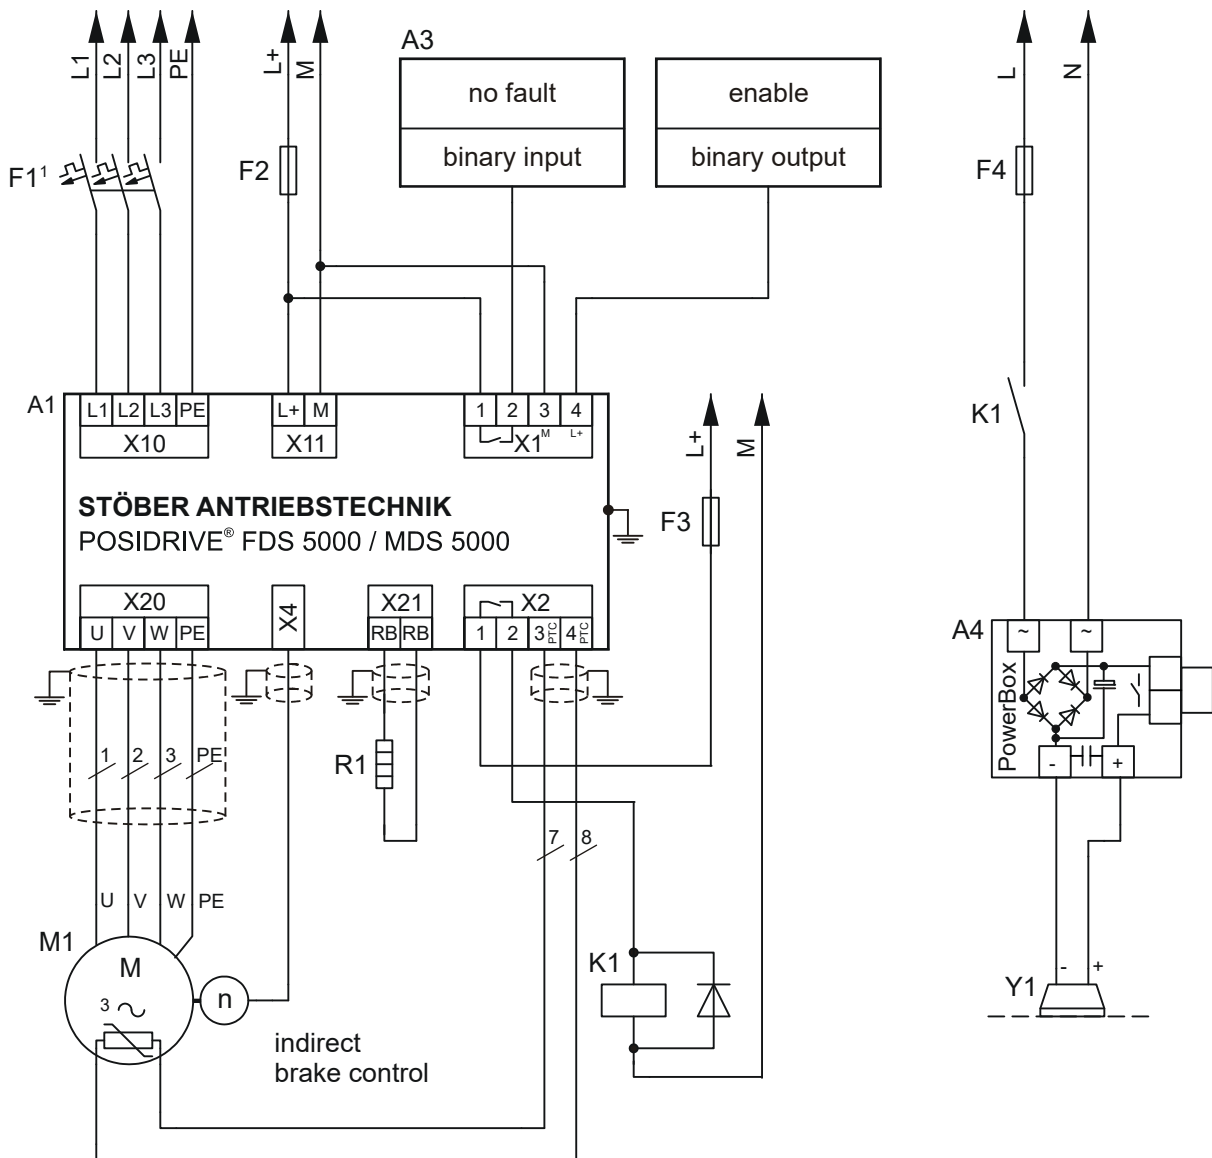 L1 L2 L3 PE
L+ M
A3
no fault
binary input
enable
binary output
L N
F1¹
F2
F4
K1
A1
L1 L2 L3 PE
X10
L+ M
X11
1 2 3 4
X1 M L+
L+ M
F3
STÖBER ANTRIEBSTECHNIK
POSIDRIVE® FDS 5000 / MDS 5000
X20
U V W PE
X4
X21
RB RB
X2
1 2 3 PTC 4 PTC
A4
~ ~
PowerBox
- +
1 2 3 PE
R1
7 8
U V W PE
M1
M
3 ~
n
K1
Y1
- +
indirect
brake control